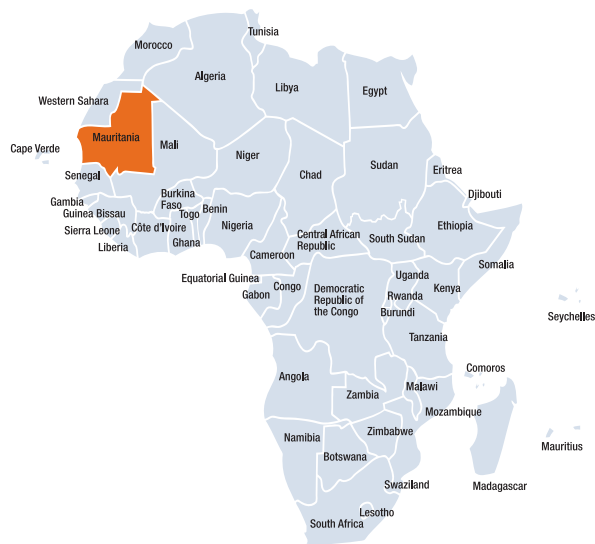 Tunisia
Morocco
Algeria
Libya
Egypt
Western Sahara
Mauritania
Mali
Cape Verde
Niger
Chad
Sudan
Eritrea
Senegal
Djibouti
Burkina
Faso
Gambia
Benin
Guinea Bissau
Togo
Sierra Leone
Côte d'Ivoire
Nigeria
Ethiopia
Liberia
Ghana
Central African
Republic
South Sudan
Cameroon
Somalia
Equatorial Guinea
Congo
Uganda
Gabon
Democratic
Republic of
the Congo
Rwanda
Kenya
Burundi
Seychelles
Tanzania
Comoros
Angola
Malawi
Zambia
Mozambique
Zimbabwe
Namibia
Mauritius
Botswana
Swaziland
Madagascar
Lesotho
South Africa